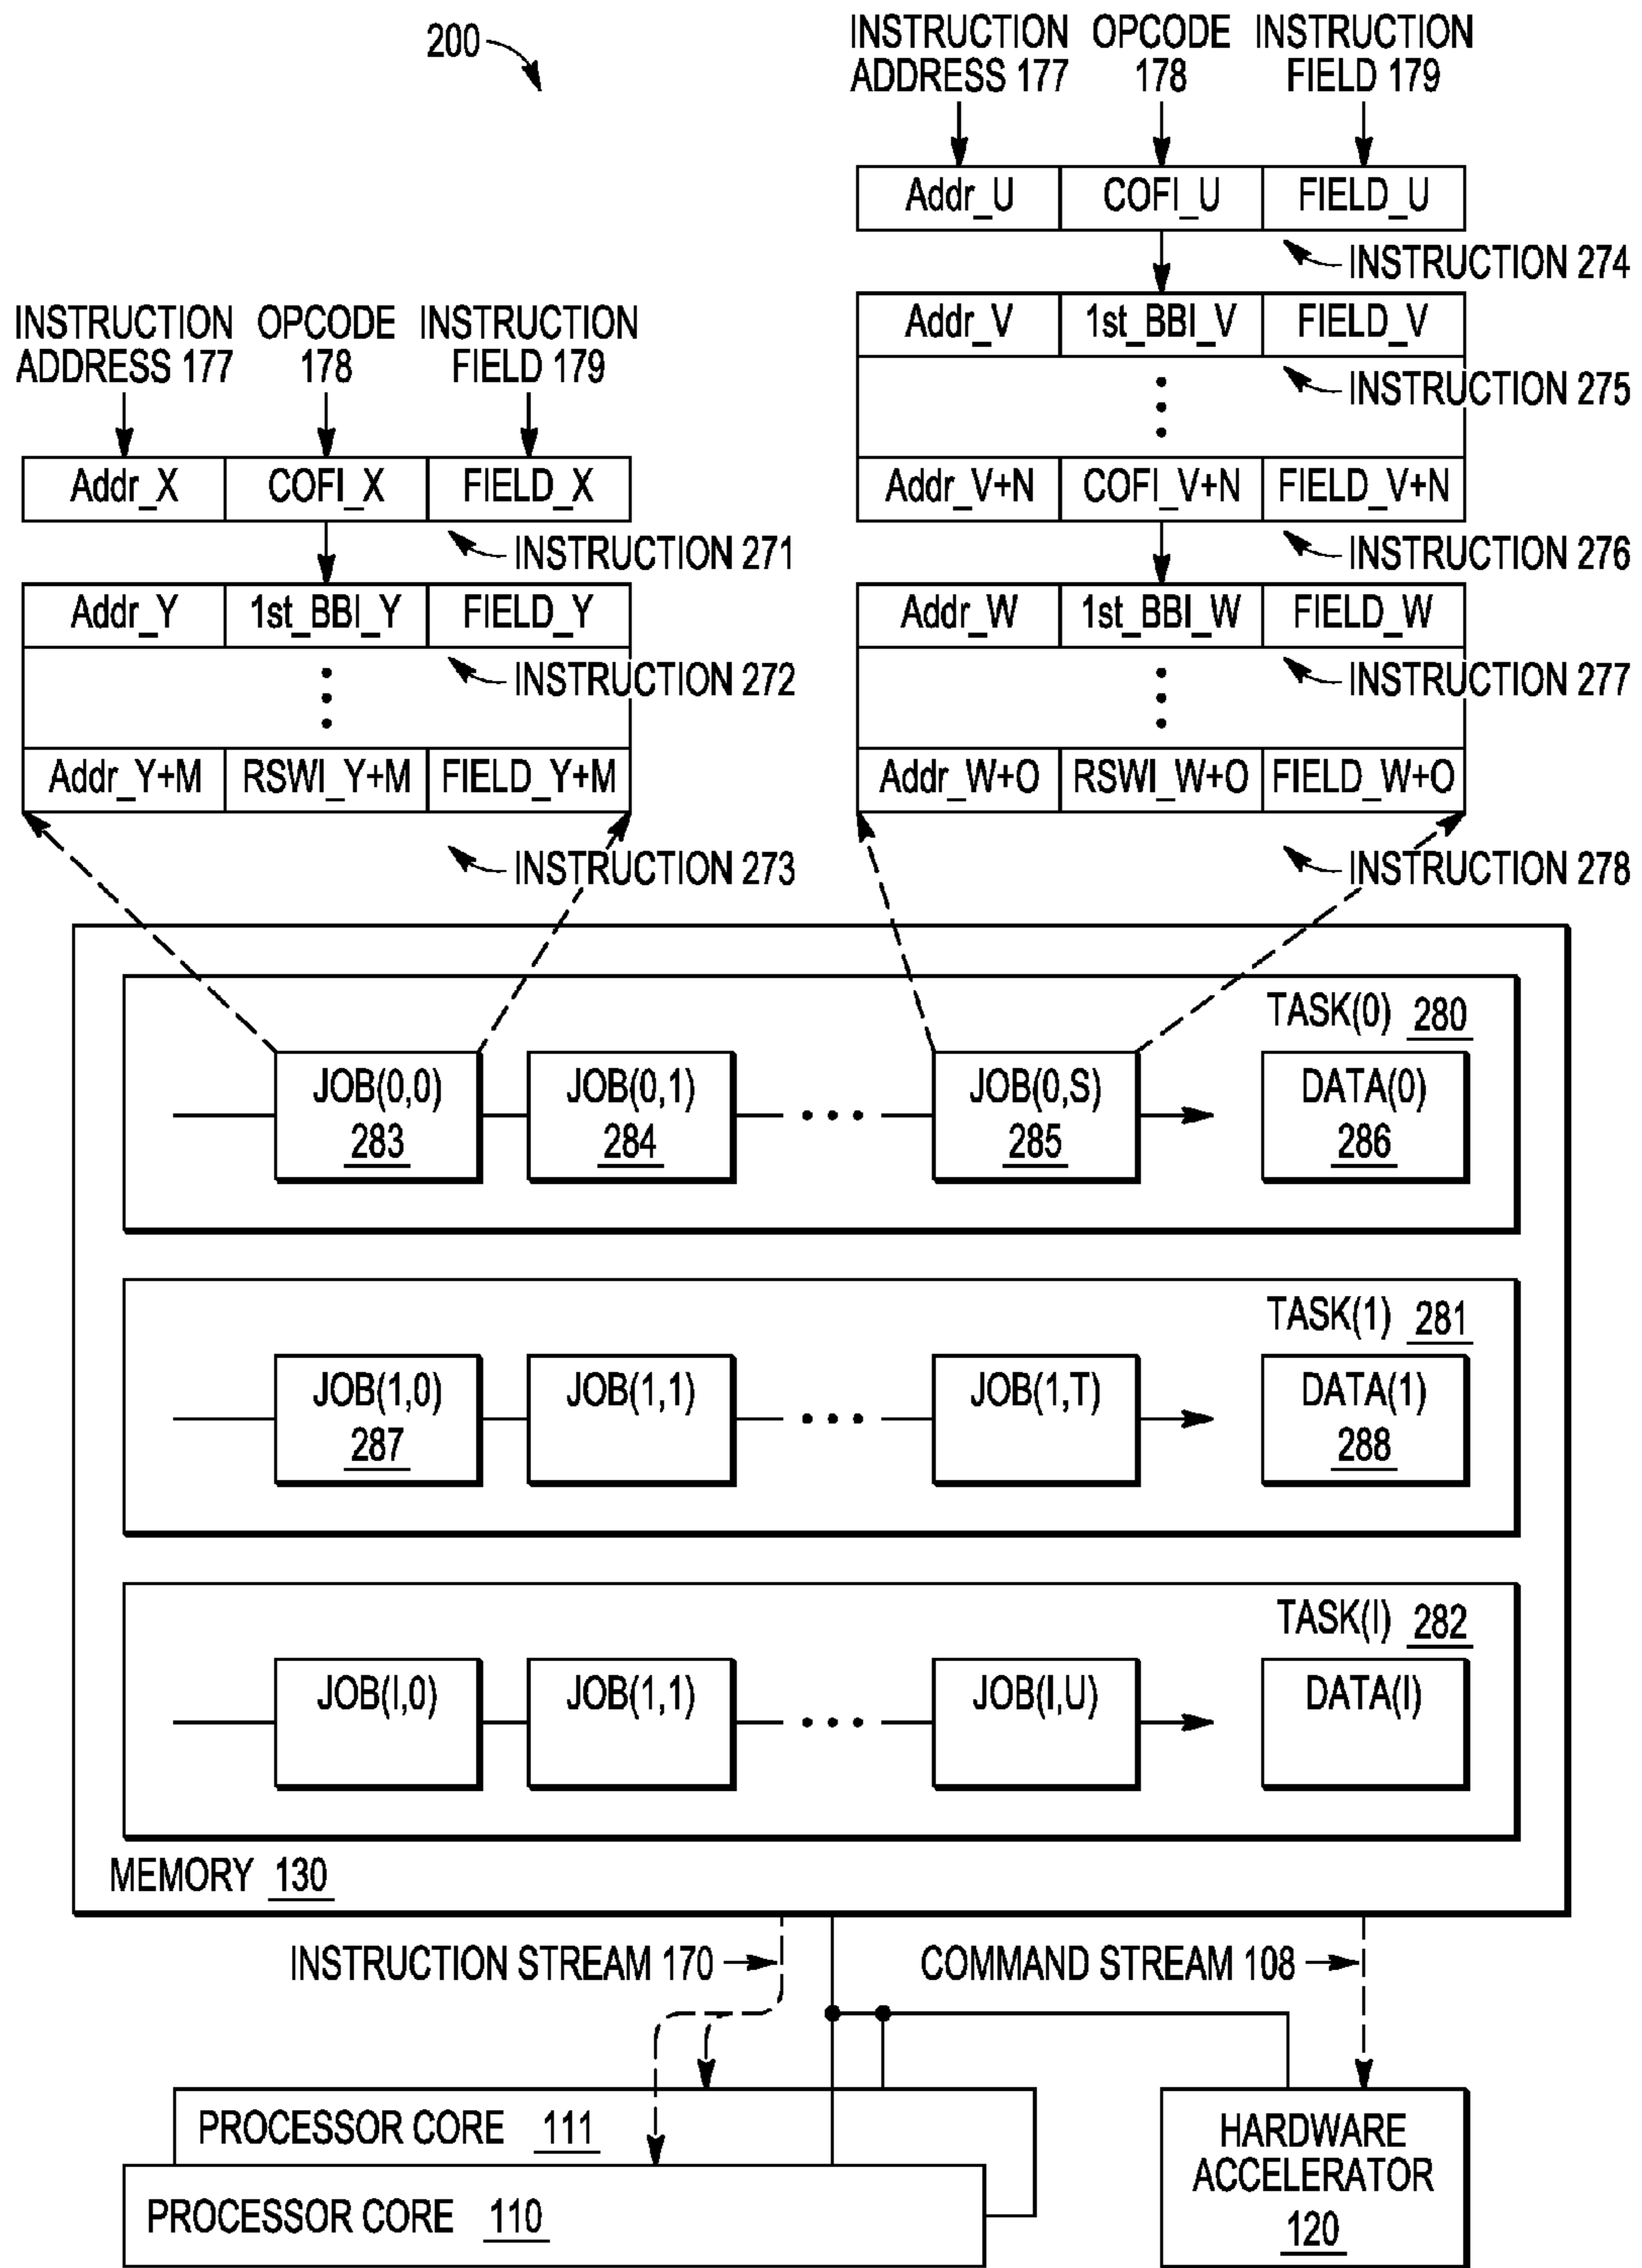 200
INSTRUCTION ADDRESS 177
OPCODE 178
INSTRUCTION FIELD 179
Addr_U COFI_U FIELD_U
INSTRUCTION 274
Addr_V 1st_BBI_V FIELD_V
INSTRUCTION 275
Addr_V+N COFI_V+N FIELD_V+N
INSTRUCTION 276
Addr_W 1st_BBI_W FIELD_W
INSTRUCTION 277
Addr_W+O RSWI_W+O FIELD_W+O
INSTRUCTION 278
INSTRUCTION ADDRESS 177
OPCODE 178
INSTRUCTION FIELD 179
Addr_X COFI_X FIELD_X
INSTRUCTION 271
Addr_Y 1st_BBI_Y FIELD_Y
INSTRUCTION 272
Addr_Y+M RSWI_Y+M FIELD_Y+M
INSTRUCTION 273
TASK(0) 280
JOB(0,0) 283
JOB(0,1) 284
JOB(0,S) 285
DATA(0) 286
TASK(1) 281
JOB(1,0) 287
JOB(1,1)
JOB(1,T)
DATA(1) 288
TASK(I) 282
JOB(I,0)
JOB(1,1)
JOB(I,U)
DATA(I)
MEMORY 130
INSTRUCTION STREAM 170
COMMAND STREAM 108
PROCESSOR CORE 111
PROCESSOR CORE 110
HARDWARE
ACCELERATOR
120